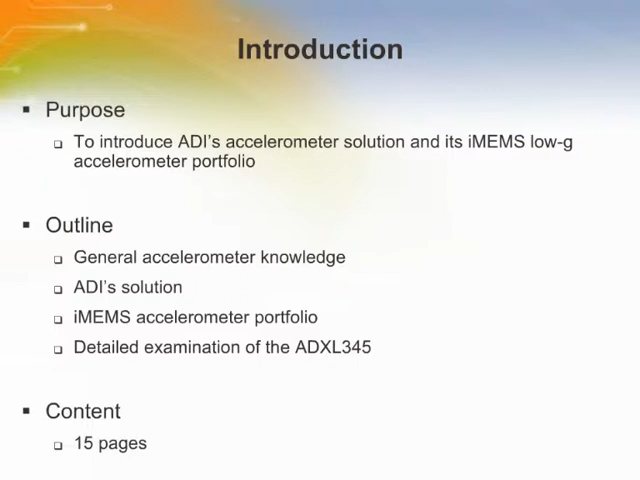 Introduction
Purpose
To introduce ADI's accelerometer solution and its iMEMS low-g
accelerometer portfolio
Outline
General accelerometer knowledge
ADI's solution
iMEMS accelerometer portfolio
Detailed examination of the ADXL345
Content
15 pages